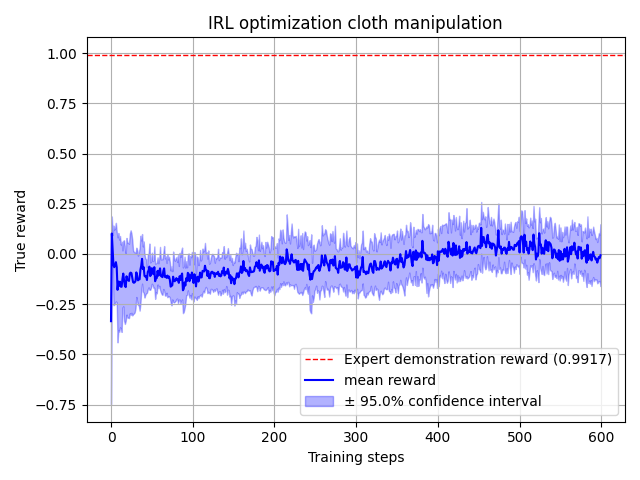 IRL optimization cloth manipulation
True reward
1.00
0.75
0.50
0.25
0.00
−0.25
−0.50
−0.75
Expert demonstration reward (0.9917)
mean reward
± 95.0% confidence interval
0 100 200 300 400 500 600
Training steps